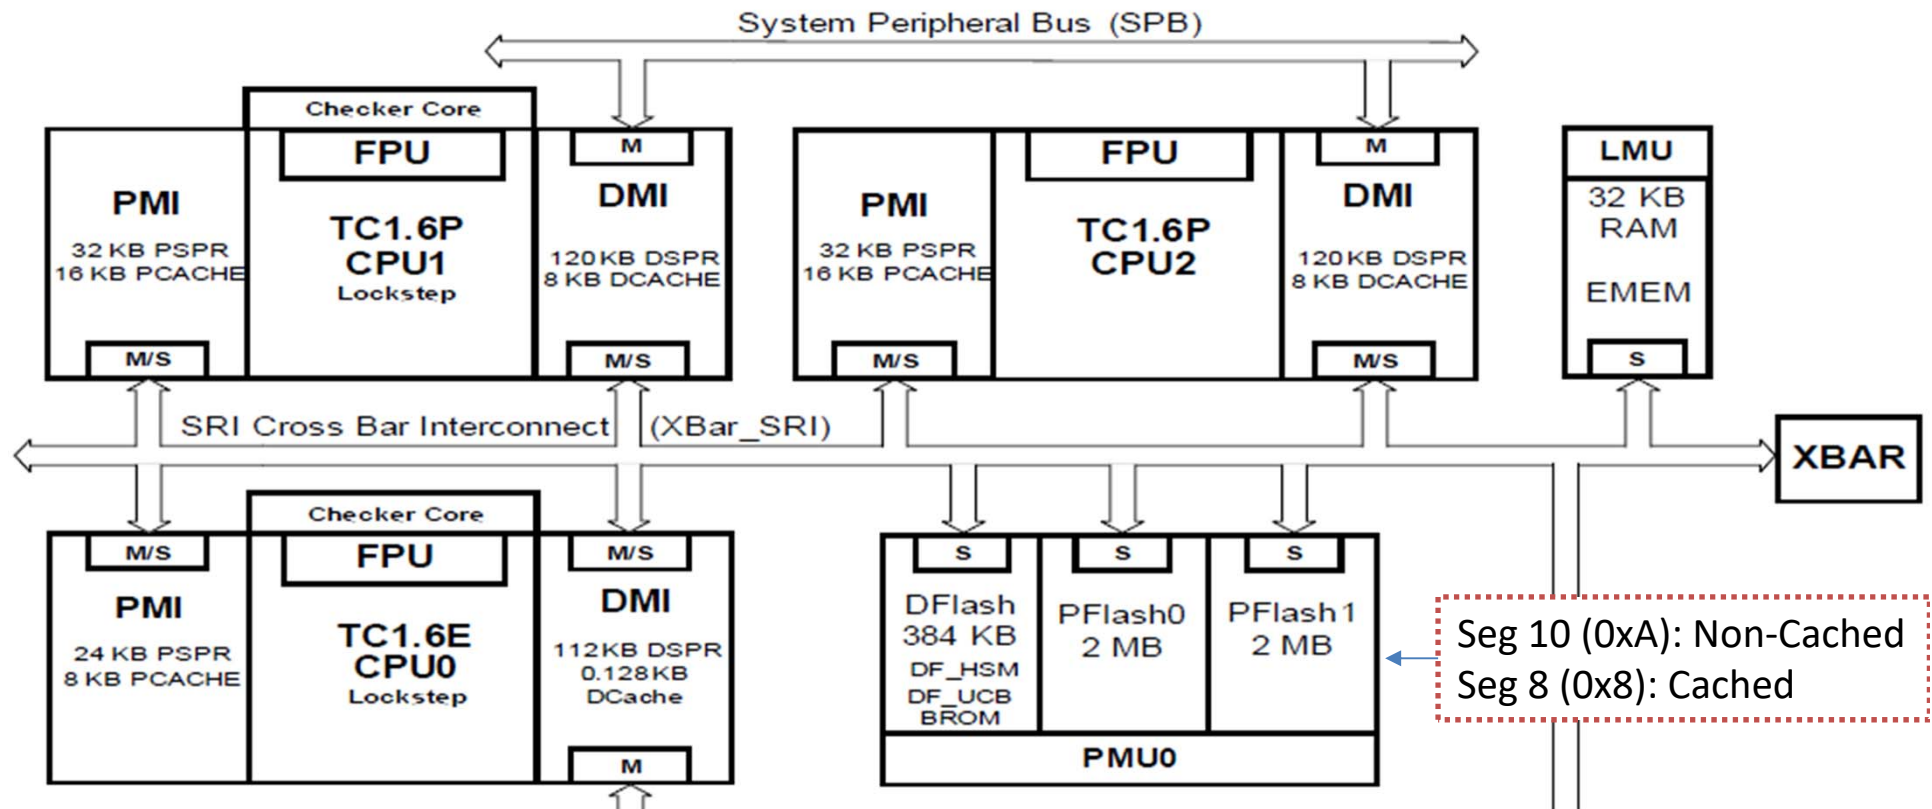 System Peripheral Bus (SPB)
Checker Core
FPU
M
PMI
DMI
TC1.6P
CPU1
Lockstep
32 KB PSPR
16 KB PCACHE
120 KB DSPR
8 KB DCACHE
M/S
M/S
FPU
M
PMI
DMI
TC1.6P
CPU2
32 KB PSPR
16 KB PCACHE
120 KB DSPR
8 KB DCACHE
M/S
M/S
LMU
32 KB
RAM
EMEM
S
SRI Cross Bar Interconnect (XBar_SRI)
XBAR
Checker Core
M/S
FPU
M/S
PMI
DMI
TC1.6E
CPU0
Lockstep
24 KB PSPR
8 KB PCACHE
112KB DSPR
0.128KB
DCache
M
S
S
S
DFlash
384 KB
DF_HSM
DF_UCB
BROM
PFlash0
2 MB
PFlash1
2 MB
PMU0
Seg 10 (0xA): Non-Cached
Seg 8 (0x8): Cached